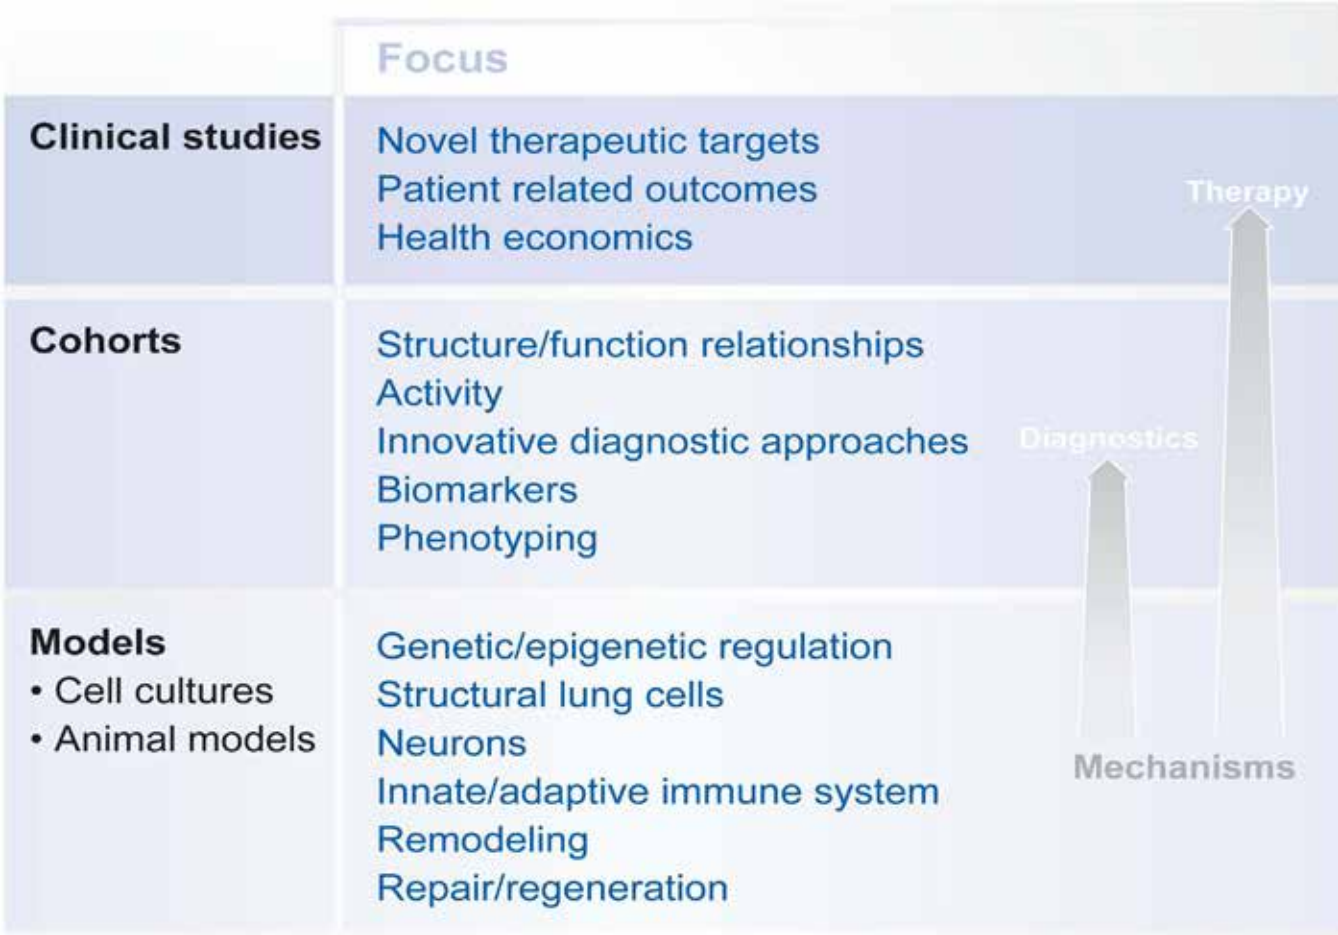 Focus
Clinical studies
Novel therapeutic targets
Patient related outcomes
Health economics
Therapy
Cohorts
Structure/function relationships
Activity
Innovative diagnostic approaches
Biomarkers
Phenotyping
Diagnostics
Models
• Cell cultures
• Animal models
Genetic/epigenetic regulation
Structural lung cells
Neurons
Innate/adaptive immune system
Remodeling
Repair/regeneration
Mechanisms